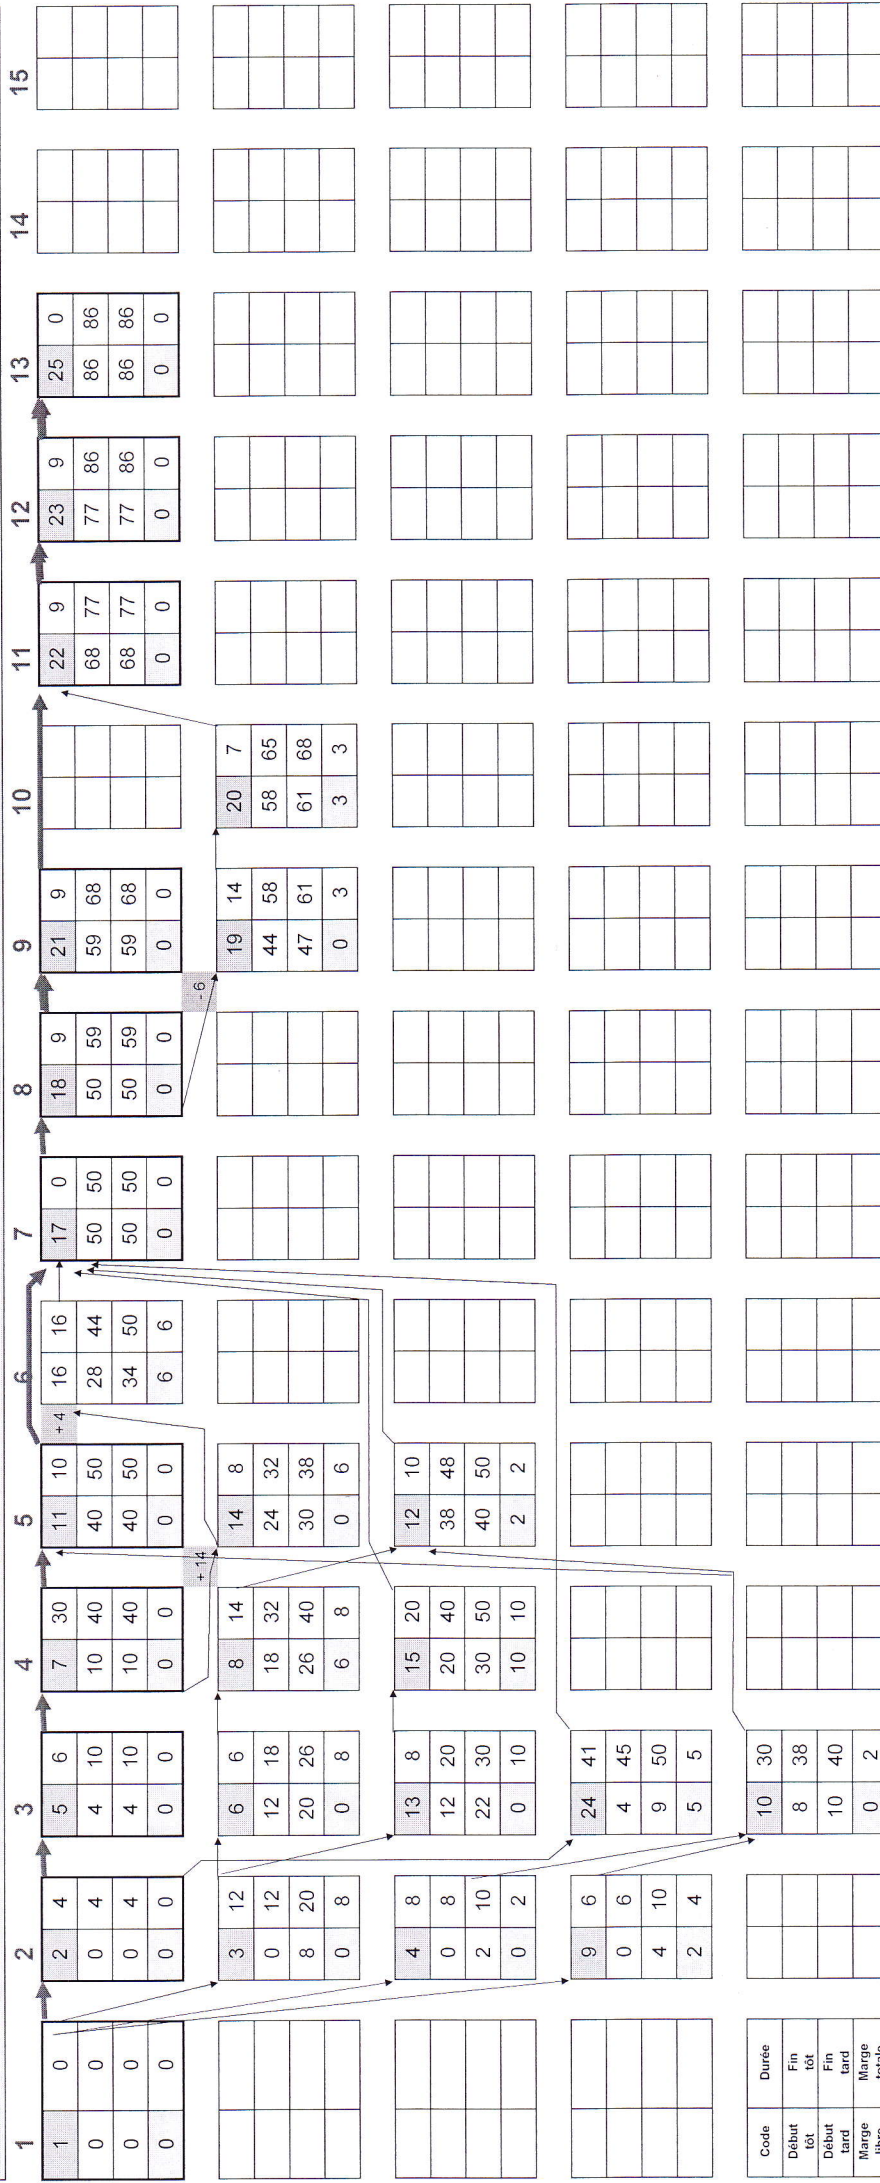 1 2 3 4 5 6 7 8 9 10 11 12 13 14 15
1 0 2 4 5 6 7 30 11 10 + 4 16 16 17 0 18 9 21 9 22 9 23 9 25 0
0 0 0 4 4 10 10 40 40 50 28 44 50 50 50 59 59 68 68 77 77 86 86 86
0 0 0 4 4 10 10 40 40 50 34 50 50 50 50 59 59 68 68 77 77 86 86 86
0 0 0 0 0 0 0 0 0 0 6 6 0 0 0 0 0 0 0 0 0 0 0 0
+ 14 - 6
3 12 6 6 8 14 14 8 19 14 20 7
0 12 12 18 18 32 24 32 44 58 58 65
8 20 20 26 26 40 30 38 47 61 61 68
0 8 0 8 6 8 0 6 0 3 3 3
4 8 13 8 15 20 12 10
0 8 12 20 20 40 38 48
2 10 22 30 30 50 40 50
0 2 0 10 10 10 2 2
9 6 24 41
0 6 4 45
4 10 9 50
2 4 5 5
Code Durée 10 30
Début Fin 8 38
tôt tôt
Début Fin 10 40
tard tard
Marge Marge 0 2
libre totale